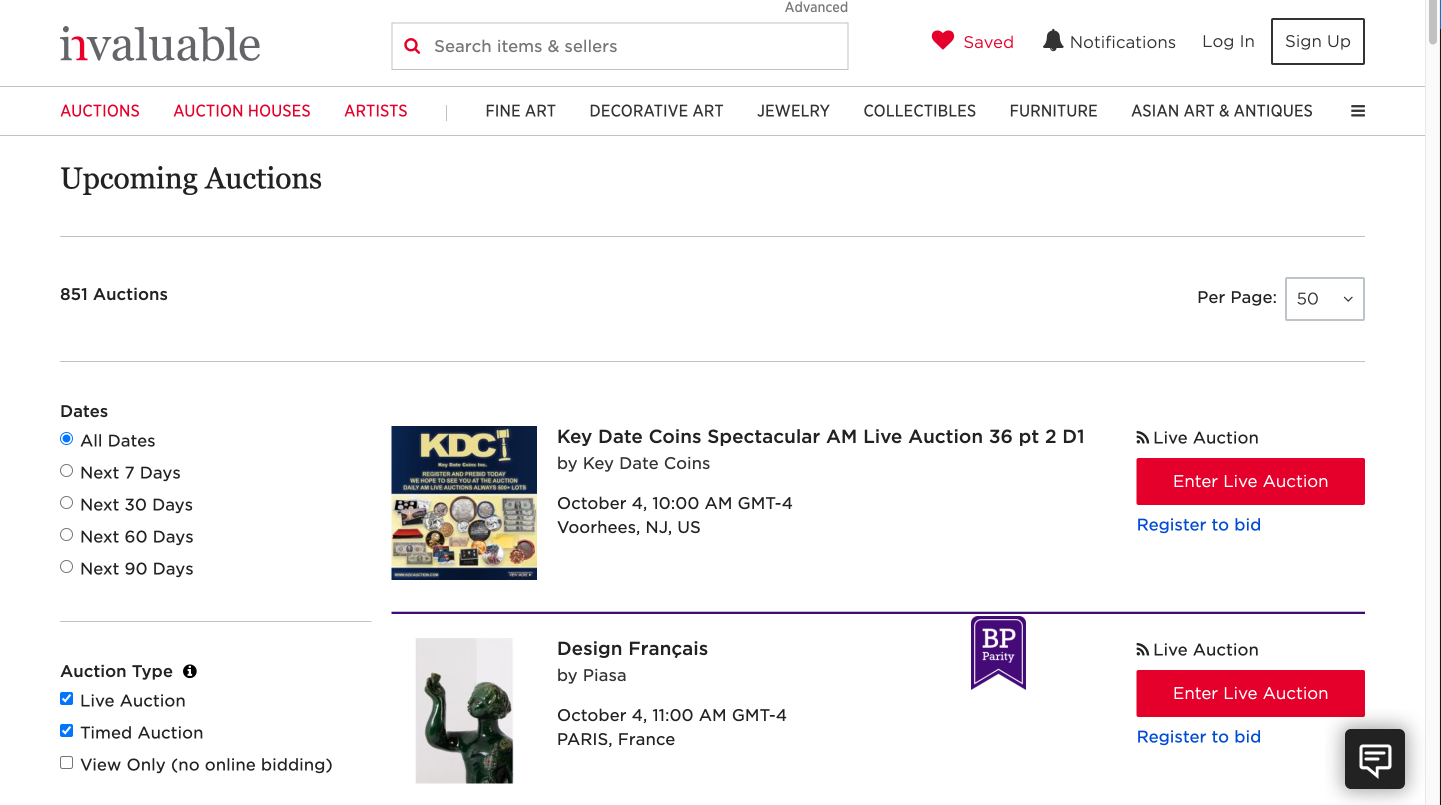 Advanced
invaluable
Search items & sellers
Saved
Notifications
Log In
Sign Up
AUCTIONS
AUCTION HOUSES
ARTISTS
FINE ART
DECORATIVE ART
JEWELRY
COLLECTIBLES
FURNITURE
ASIAN ART & ANTIQUES
Upcoming Auctions
851 Auctions
Per Page:
50
Dates
All Dates
Next 7 Days
Next 30 Days
Next 60 Days
Next 90 Days
Auction Type
Live Auction
Timed Auction
View Only (no online bidding)
KDC
Key Date Coins Inc.
REGISTER AND PREBID TODAY
WE HOPE TO SEE YOU AT THE AUCTION
DAILY AM LIVE AUCTIONS ALWAYS 500+ LOTS
WWW.KDCAUCTION.COM
Key Date Coins Spectacular AM Live Auction 36 pt 2 D1
by Key Date Coins
October 4, 10:00 AM GMT-4
Voorhees, NJ, US
Live Auction
Enter Live Auction
Register to bid
Design Français
by Piasa
October 4, 11:00 AM GMT-4
PARIS, France
BP
Parity
Live Auction
Enter Live Auction
Register to bid